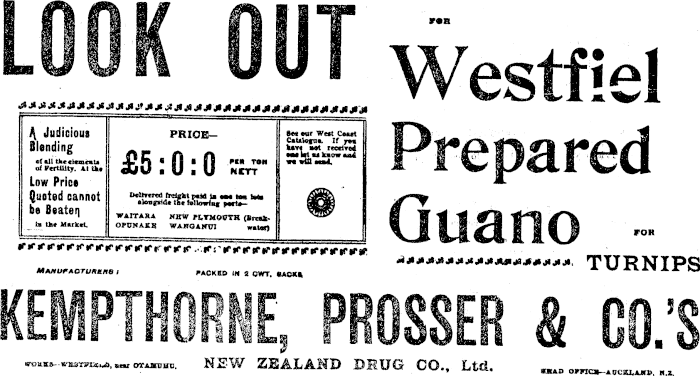 LOOK OUT
FOR
Westfiel
Prepared
Guano
FOR
TURNIPS
A Judicious
Blending
of all the elements
of Fertility. At the
Low Price
Quoted cannot
be Beaten
in the Market.
PRICE—
£5:0:0 PER TON
NETT
Delivered freight paid in one ton lots
alongside the following ports—
WAITARA NEW PLYMOUTH (Break-
OPUNAKE WANGANUI water)
See our West Coast
Catalogue. If you
have not received
one let us know and
we will send.
MANUFACTURERS:
PACKED IN 2 CWT. SACKS
KEMPTHORNE, PROSSER & CO.'S
WORKS—WESTFIELD, near OTAHUHU.
NEW ZEALAND DRUG CO., Ltd.
HEAD OFFICE—AUCKLAND, N.Z.